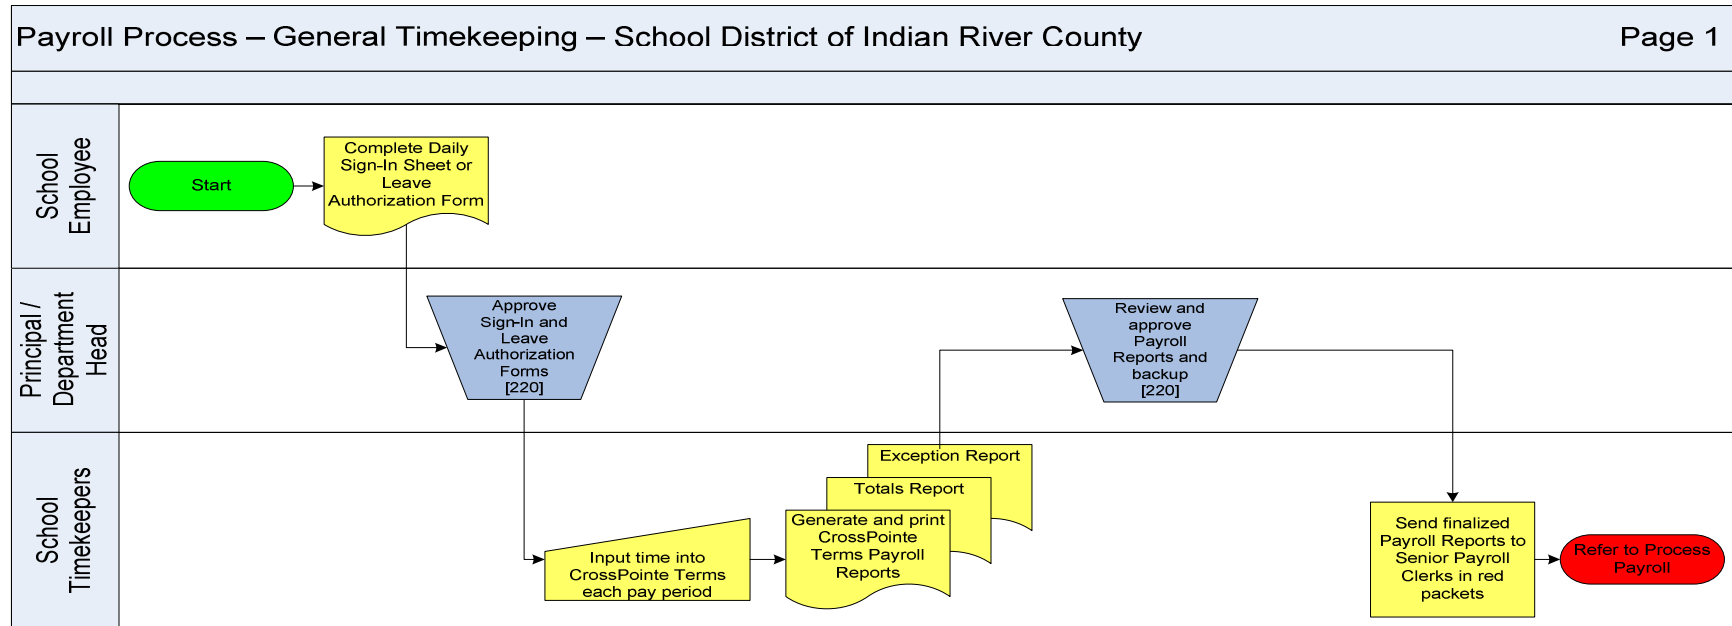 Payroll Process – General Timekeeping – School District of Indian River County
Page 1
School
Employee
Start
Complete Daily
Sign-In Sheet or
Leave
Authorization Form
Principal /
Department
Head
Approve
Sign-In and
Leave
Authorization
Forms
[220]
Review and
approve
Payroll
Reports and
backup
[220]
School
Timekeepers
Input time into
CrossPointe Terms
each pay period
Exception Report
Totals Report
Generate and print
CrossPointe
Terms Payroll
Reports
Send finalized
Payroll Reports to
Senior Payroll
Clerks in red
packets
Refer to Process
Payroll